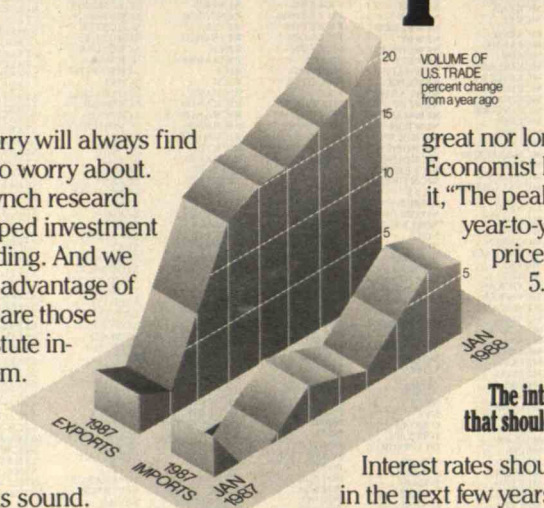 rry will always find
o worry about.
nch research
ped investment
ding. And we
advantage of
are those
tute in-
m.
s sound.
20
15
10
5
5
VOLUME OF
U.S. TRADE
percent change
from a year ago
1987
EXPORTS
1987
IMPORTS
JAN
1987
JAN
1988
great nor lon
Economist
it, "The peal
year-to-y
price
5.
The int
that shoul
Interest rates shou
in the next few years